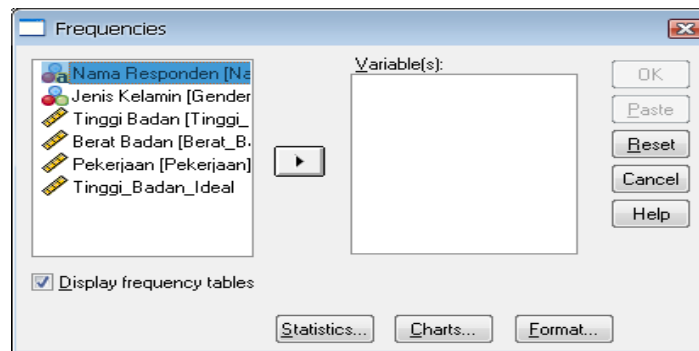 Frequencies
Nama Responden [Na
Jenis Kelamin [Gender
Tinggi Badan [Tinggi_
Berat Badan [Berat_B
Pekerjaan [Pekerjaan]
Tinggi_Badan_Ideal
Display frequency tables
Variable(s):
OK
Paste
Reset
Cancel
Help
Statistics...
Charts...
Format...